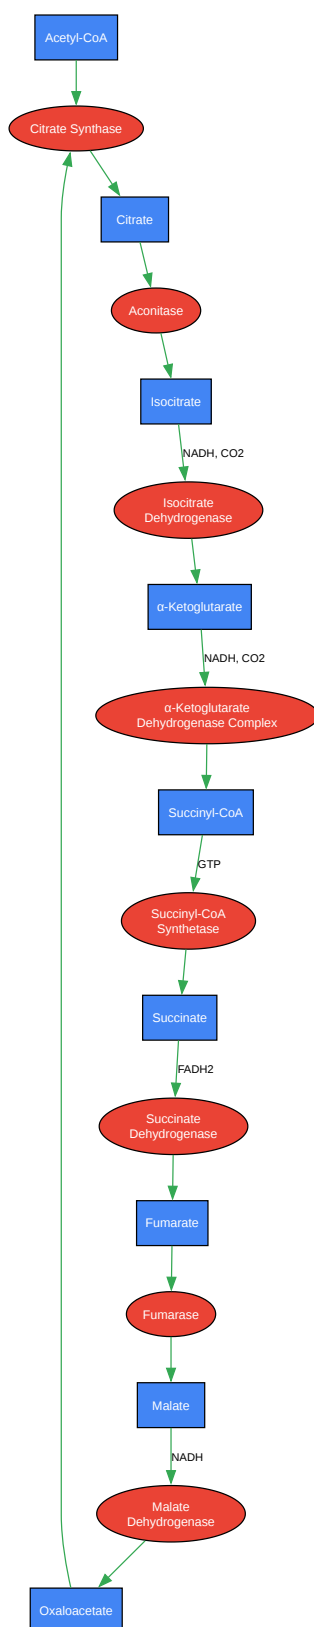 Acetyl-CoA
Citrate Synthase
Citrate
Aconitase
Isocitrate
NADH, CO2
Isocitrate
Dehydrogenase
α-Ketoglutarate
NADH, CO2
α-Ketoglutarate
Dehydrogenase Complex
Succinyl-CoA
GTP
Succinyl-CoA
Synthetase
Succinate
FADH2
Succinate
Dehydrogenase
Fumarate
Fumarase
Malate
NADH
Malate
Dehydrogenase
Oxaloacetate